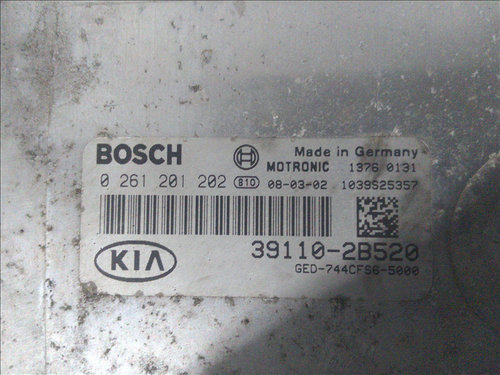 BOSCH Made in Germany
MOTRONIC 1376 0131
0 261 201 202 B10 08-03-02 1039S25357
KIA 39110-2B520
GED-744CFS6-5000